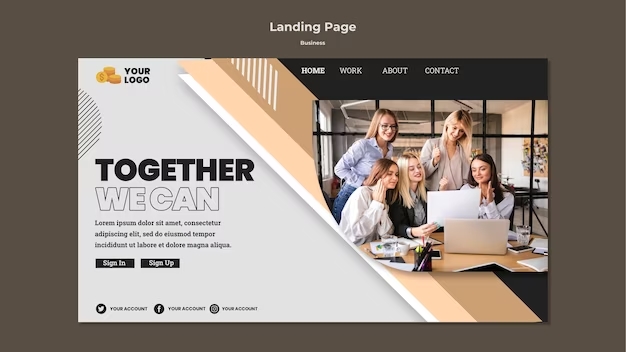 Landing Page
Business
YOUR
LOGO
HOME WORK ABOUT CONTACT
TOGETHER
WE CAN
Lorem ipsum dolor sit amet, consectetur
adipiscing elit, sed do eiusmod tempor
incididunt ut labore et dolore magna aliqua.
Sign In Sign Up
YOUR ACCOUNT YOUR ACCOUNT YOUR ACCOUNT